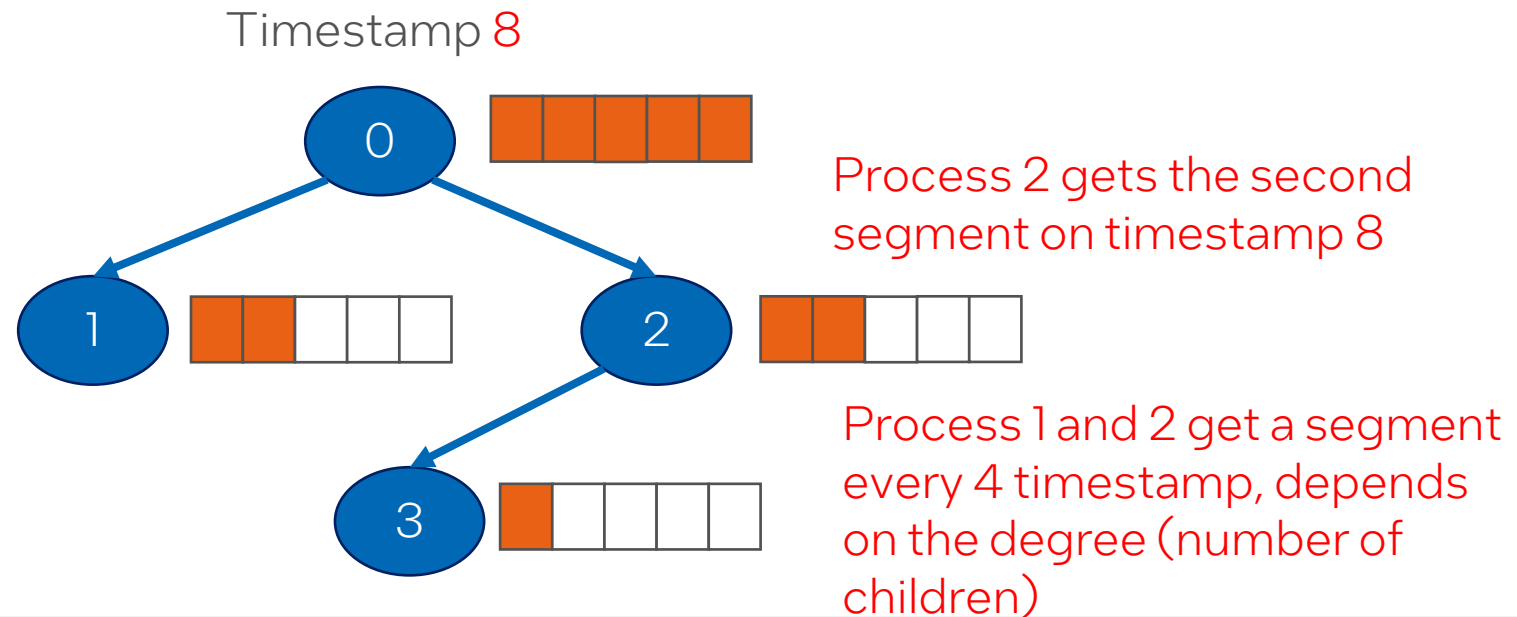 Timestamp 8
0
Process 2 gets the second
segment on timestamp 8
1
2
Process 1 and 2 get a segment
every 4 timestamp, depends
on the degree (number of
children)
3